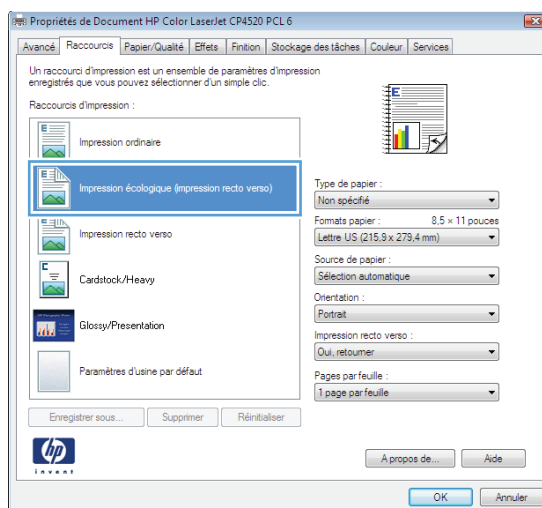 Propriétés de Document HP Color LaserJet CP4520 PCL 6
Avancé Raccourcis Papier/Qualité Effets Finition Stockage des tâches Couleur Services
Un raccourci d'impression est un ensemble de paramètres d'impression
enregistrés que vous pouvez sélectionner d'un simple clic.
Raccourcis d'impression :
Impression ordinaire
Impression écologique (impression recto verso)
Impression recto verso
Cardstock/Heavy
Glossy/Presentation
Paramètres d'usine par défaut
Enregistrer sous... Supprimer Réinitialiser
Type de papier :
Non spécifié
Formats papier : 8,5 × 11 pouces
Lettre US (215,9 x 279,4 mm)
Source de papier :
Sélection automatique
Orientation :
Portrait
Impression recto verso :
Oui, retourner
Pages par feuille :
1 page par feuille
hp
invent
A propos de... Aide
OK Annuler